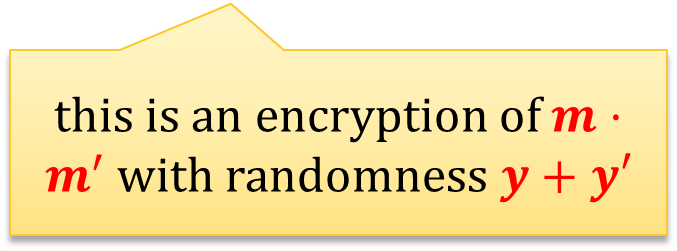 this is an encryption of m ·
m′ with randomness y + y′